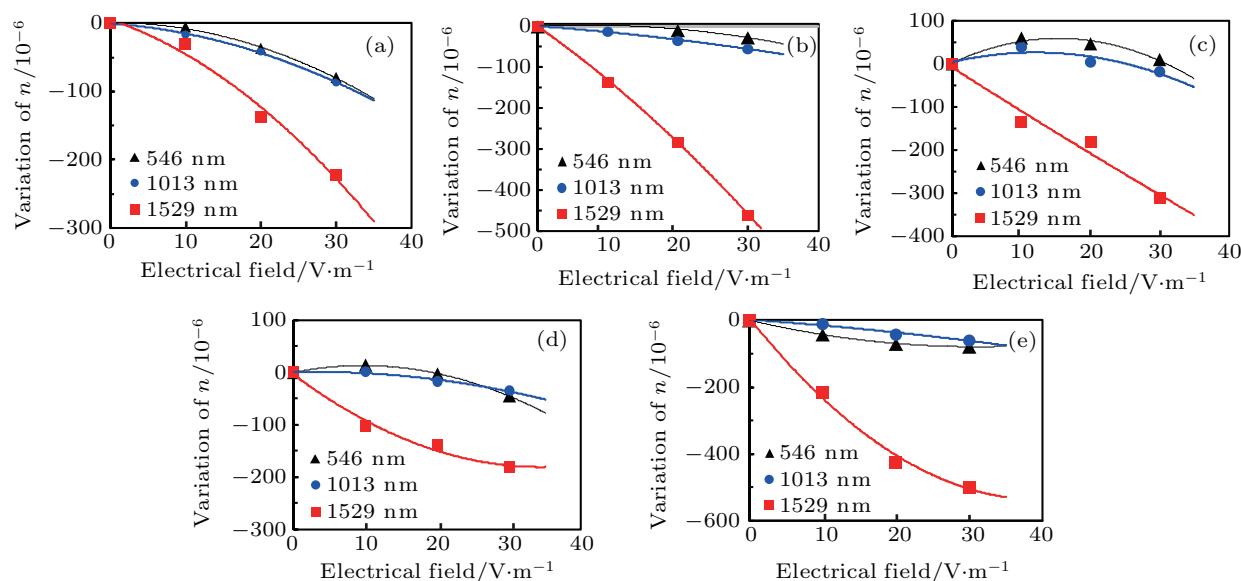 (a)
Variation of n/10⁻⁶
0
−100
−200
−300
546 nm
1013 nm
1529 nm
0 10 20 30 40
Electrical field/V·m⁻¹
(b)
Variation of n/10⁻⁶
0
−100
−200
−300
−400
−500
546 nm
1013 nm
1529 nm
0 10 20 30 40
Electrical field/V·m⁻¹
(c)
Variation of n/10⁻⁶
100
0
−100
−200
−300
−400
546 nm
1013 nm
1529 nm
0 10 20 30 40
Electrical field/V·m⁻¹
(d)
Variation of n/10⁻⁶
100
0
−100
−200
−300
546 nm
1013 nm
1529 nm
0 10 20 30 40
Electrical field/V·m⁻¹
(e)
Variation of n/10⁻⁶
0
−200
−400
−600
546 nm
1013 nm
1529 nm
0 10 20 30 40
Electrical field/V·m⁻¹